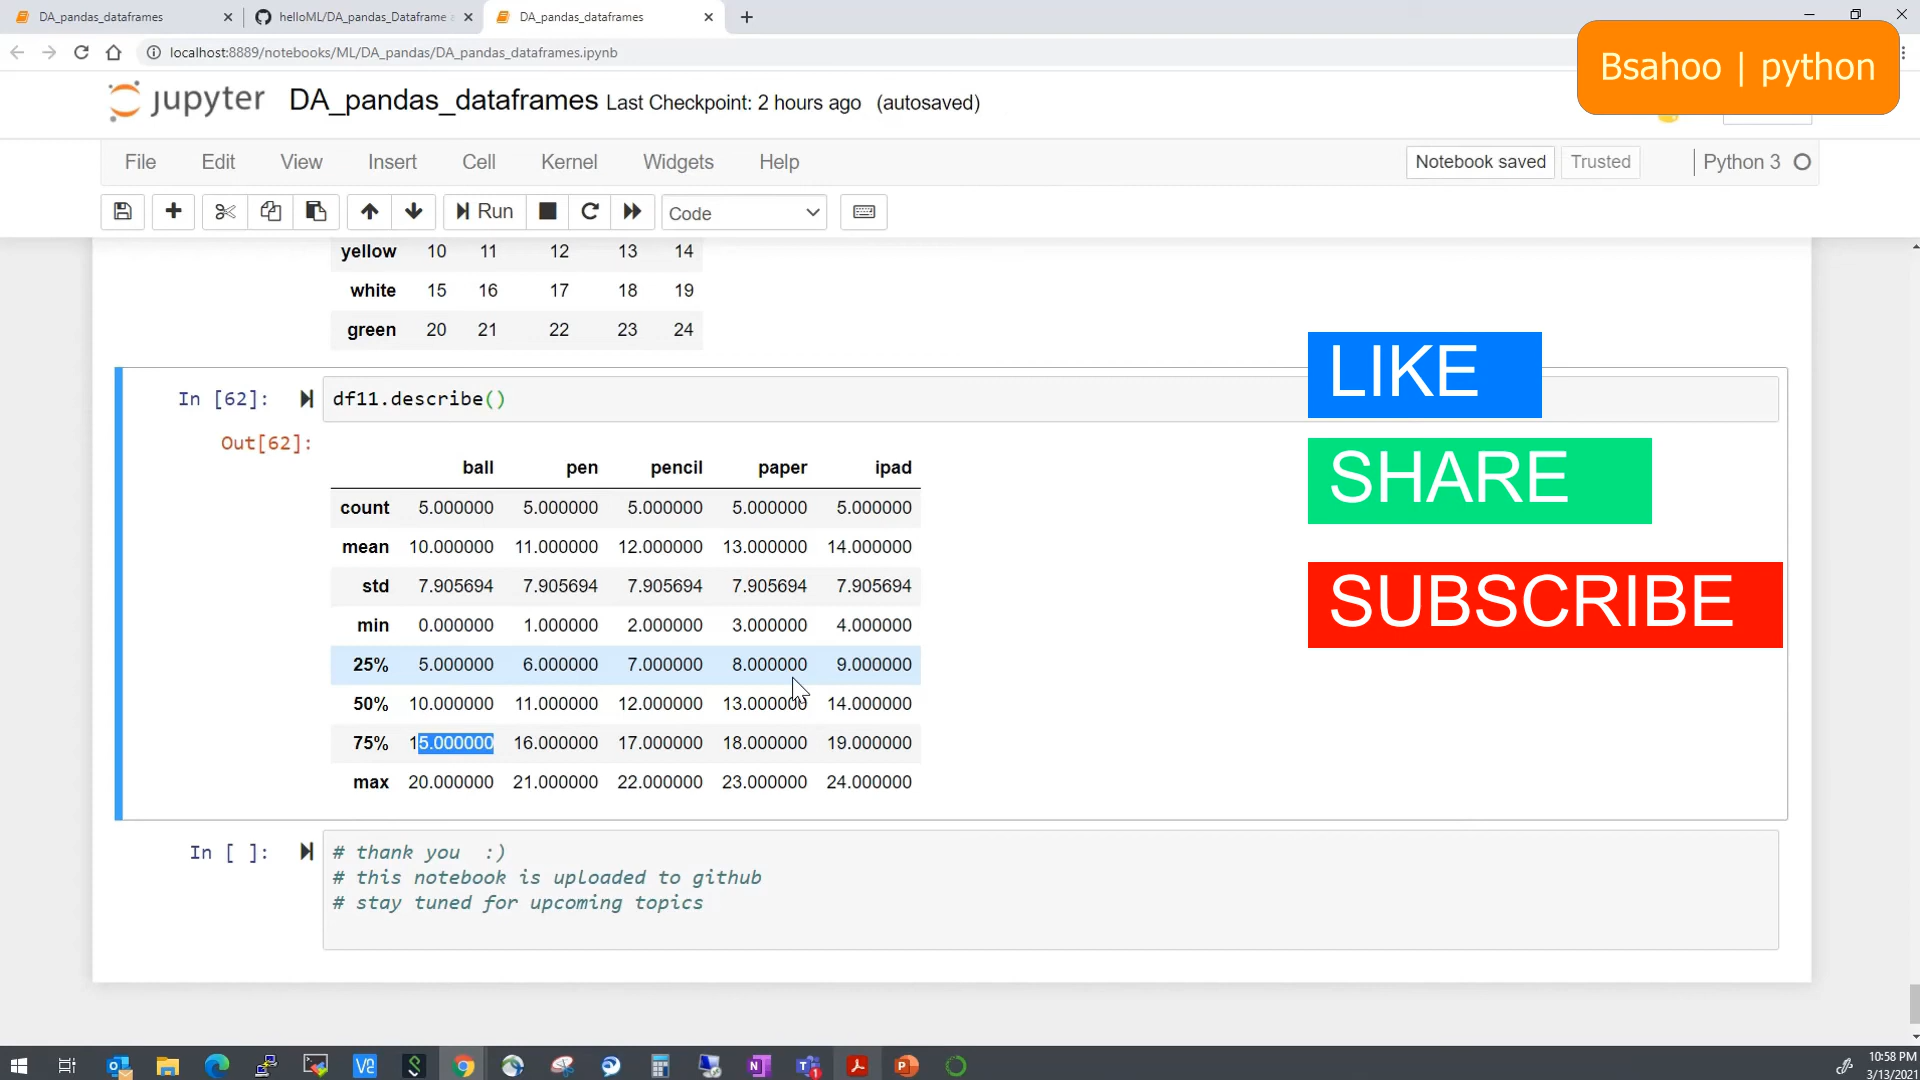 DA_pandas_dataframes
helloML/DA_pandas_Dataframe a
DA_pandas_dataframes
localhost:8889/notebooks/ML/DA_pandas/DA_pandas_dataframes.ipynb
Bsahoo | python
jupyter DA_pandas_dataframes Last Checkpoint: 2 hours ago (autosaved)
File Edit View Insert Cell Kernel Widgets Help Notebook saved Trusted Python 3
Run Code
yellow 10 11 12 13 14
white 15 16 17 18 19
green 20 21 22 23 24
LIKE
In [62]: df11.describe()
Out[62]:
SHARE
ball pen pencil paper ipad
count 5.000000 5.000000 5.000000 5.000000 5.000000
mean 10.000000 11.000000 12.000000 13.000000 14.000000
std 7.905694 7.905694 7.905694 7.905694 7.905694
SUBSCRIBE
min 0.000000 1.000000 2.000000 3.000000 4.000000
25% 5.000000 6.000000 7.000000 8.000000 9.000000
50% 10.000000 11.000000 12.000000 13.000000 14.000000
75% 15.000000 16.000000 17.000000 18.000000 19.000000
max 20.000000 21.000000 22.000000 23.000000 24.000000
In [ ]: # thank you :)
# this notebook is uploaded to github
# stay tuned for upcoming topics
10:58 PM
3/13/2021